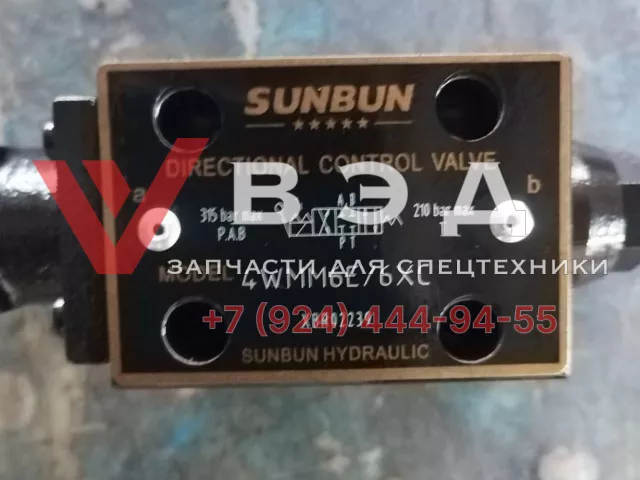 SUNBUN
★★★★★
DIRECTIONAL CONTROL VALVE
a
b
A B
315 bar max
210 bar max
P.A.B
P T
ВЭД
ЗАПЧАСТИ ДЛЯ СПЕЦТЕХНИКИ
MODEL 4WMM6E/6XC
+7 (924) 444-94-55
SUNBUN HYDRAULIC